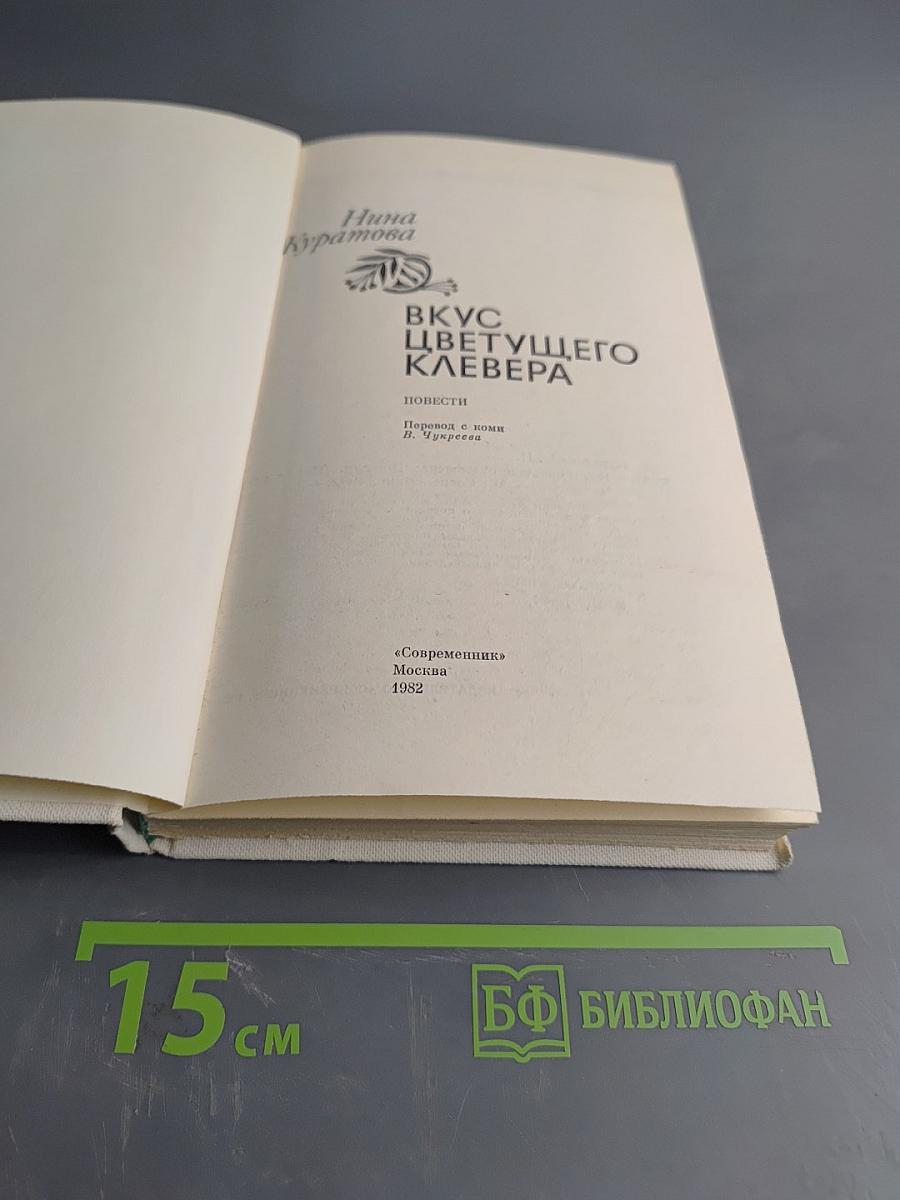 Нина
Куратова
ВКУС
ЦВЕТУЩЕГО
КЛЕВЕРА
ПОВЕСТИ
Перевод с коми
В. Чукреева
«Современник»
Москва
1982
15 см
БФ БИБЛИОФАН